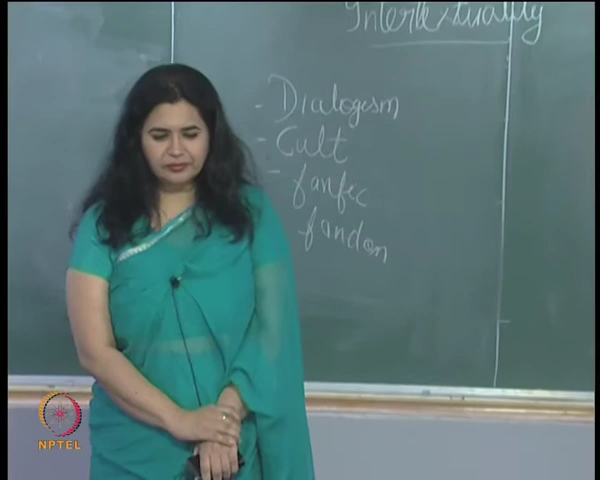 Intertextuality
- Dialogism
- Cult
- fanfic
fandom
NPTEL